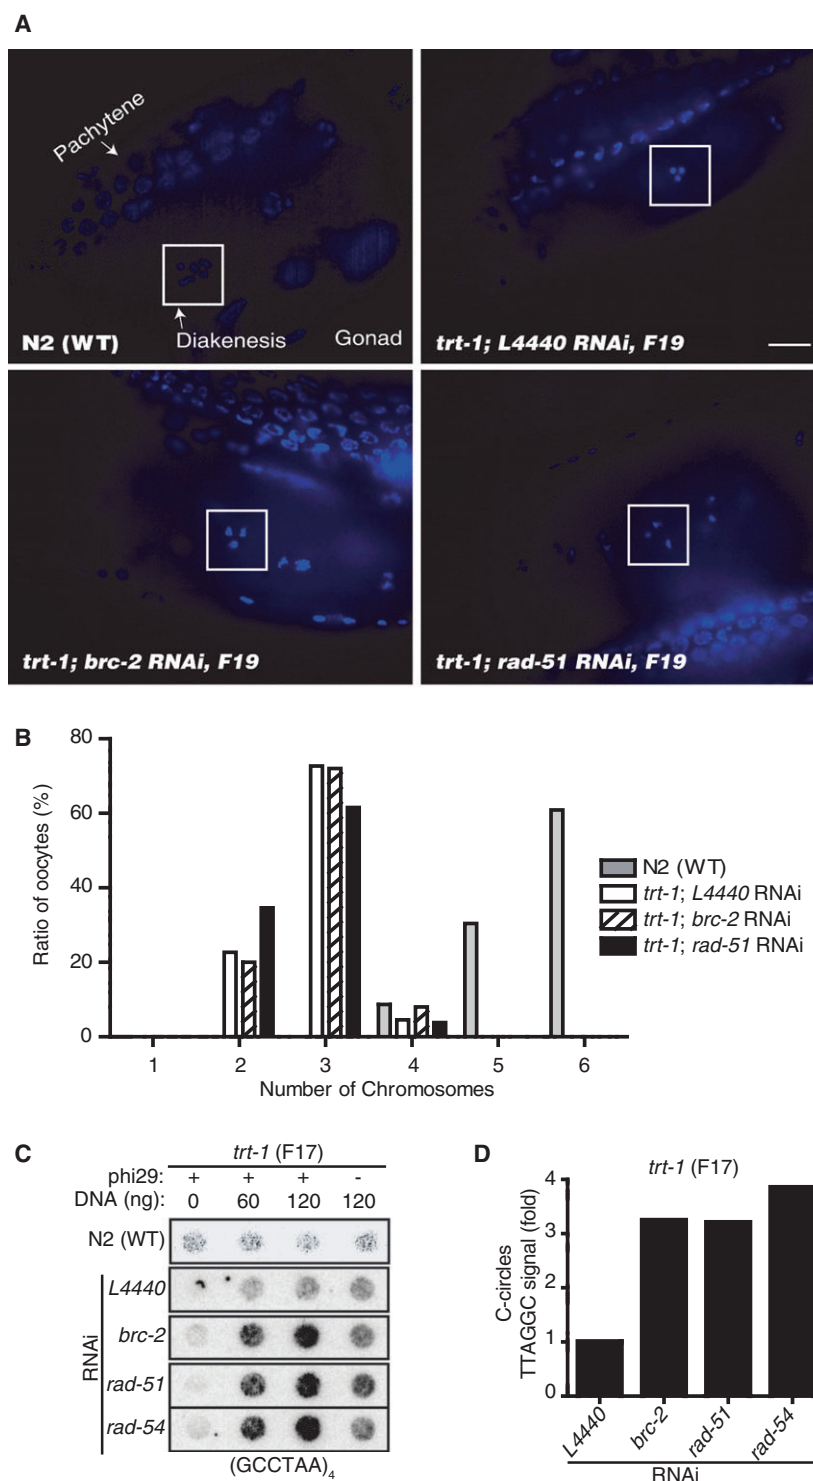 A
Pachytene
N2 (WT)
Diakenesis
Gonad
trt-1; L4440 RNAi, F19
trt-1; brc-2 RNAi, F19
trt-1; rad-51 RNAi, F19
B
80
60
40
20
0
Ratio of oocytes (%)
1 2 3 4 5 6
Number of Chromosomes
N2 (WT)
trt-1; L4440 RNAi
trt-1; brc-2 RNAi
trt-1; rad-51 RNAi
C
trt-1 (F17)
phi29: + + + -
DNA (ng): 0 60 120 120
N2 (WT)
RNAi
L4440
brc-2
rad-51
rad-54
(GCCTAA)4
D
trt-1 (F17)
C-circles
TTAGGC signal (fold)
4
3
2
1
0
L4440 brc-2 rad-51 rad-54
RNAi